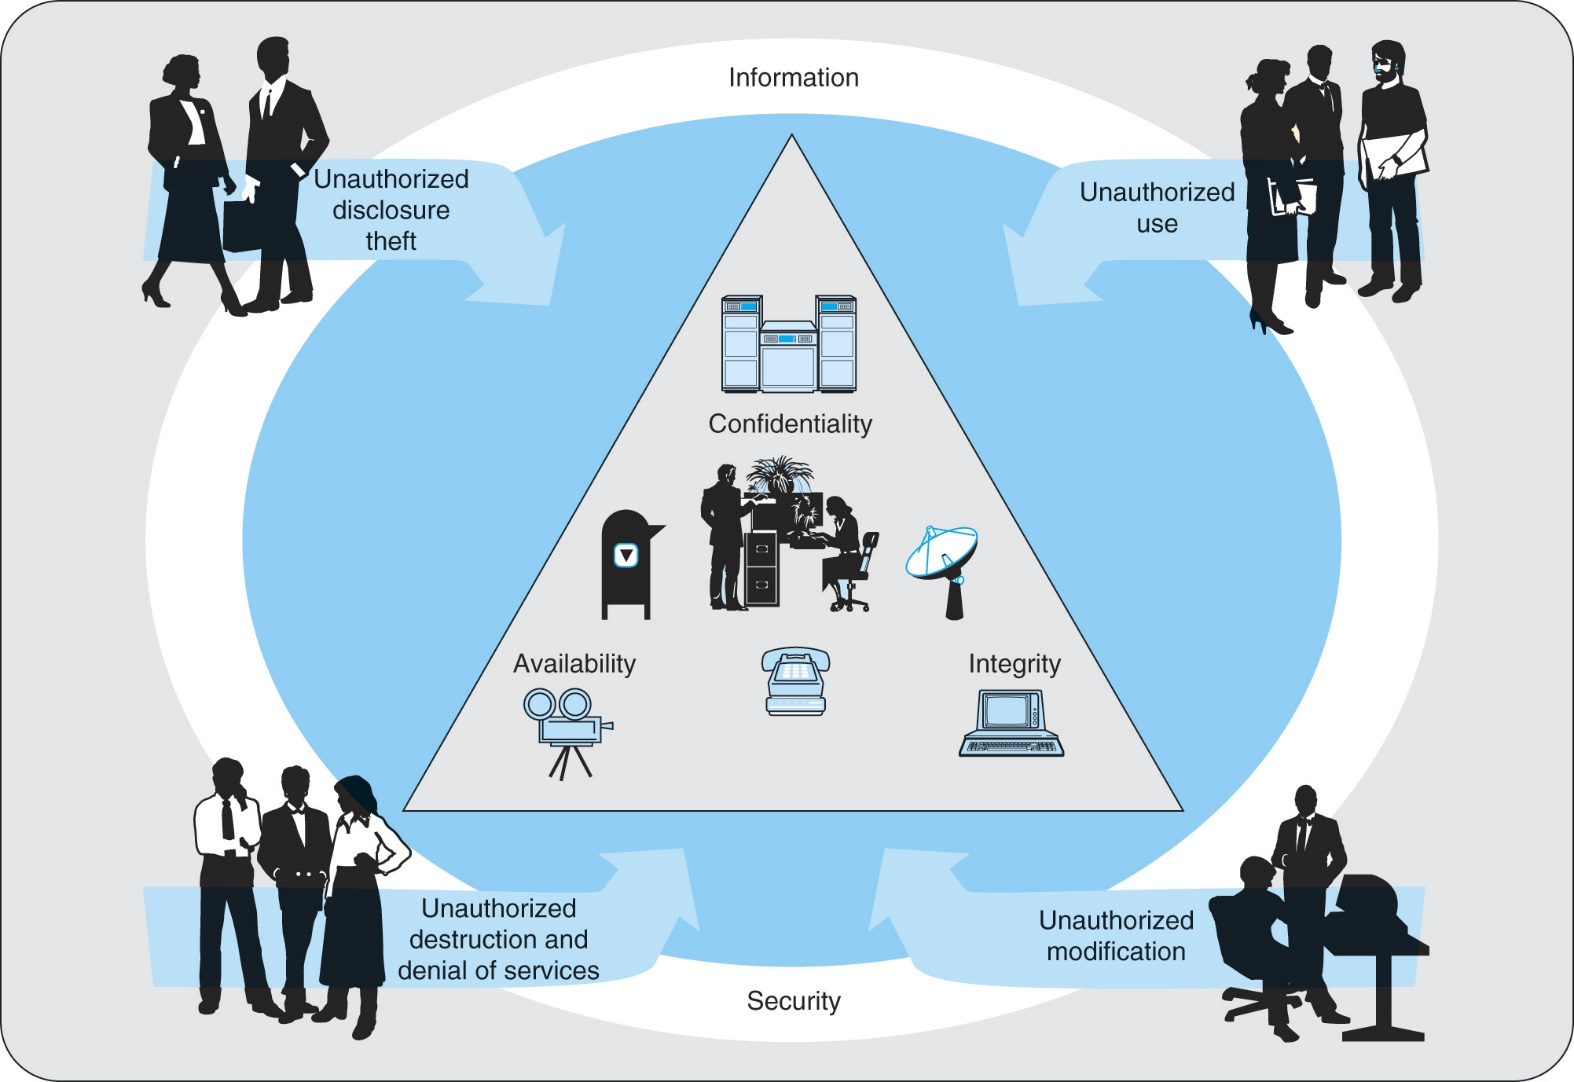 Information
Unauthorized
disclosure
theft
Unauthorized
use
Confidentiality
Availability
Integrity
Unauthorized
destruction and
denial of services
Unauthorized
modification
Security